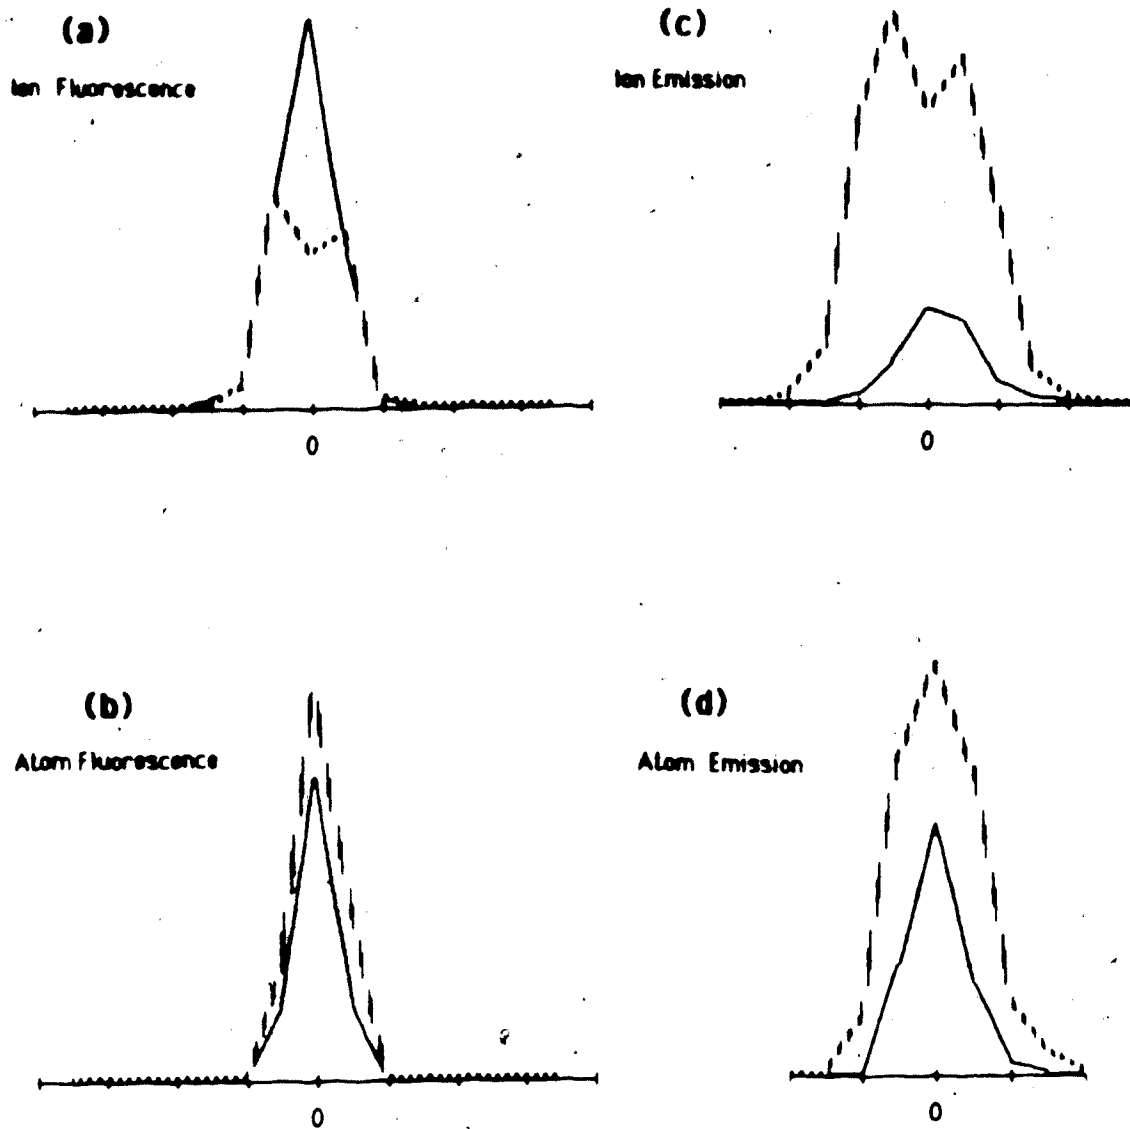 (a)
Ion Fluorescence
0
(c)
Ion Emission
0
(b)
Atom Fluorescence
0
(d)
Atom Emission
0